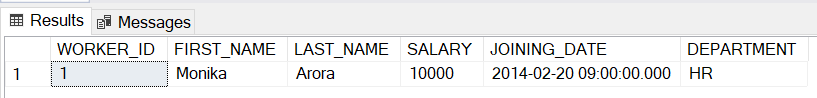 Results Messages
WORKER_ID FIRST_NAME LAST_NAME SALARY JOINING_DATE DEPARTMENT
1 1 Monika Arora 10000 2014-02-20 09:00:00.000 HR